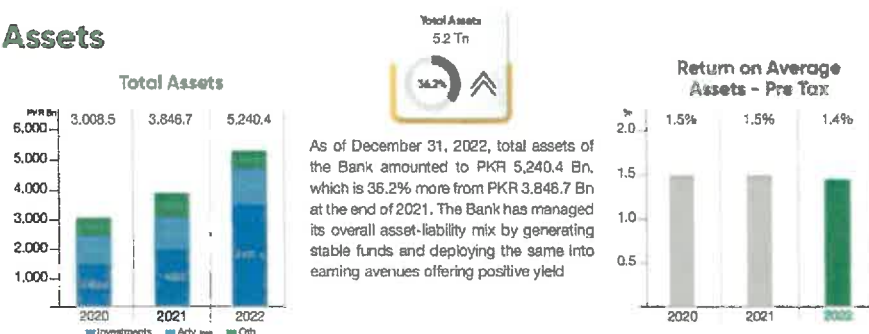 Assets
Total Assets
5.2 Tn
36.2%
Total Assets
PKR Bn
3.008.5
3.846.7
5,240.4
6,000
5,000
4,000
3,000
2.000
1,000
2020
2021
2022
Investments
As of December 31, 2022, total assets of
the Bank amounted to PKR 5,240.4 Bn,
which is 36.2% more from PKR 3,846.7 Bn
at the end of 2021. The Bank has managed
its overall asset-liability mix by generating
stable funds and deploying the same into
earning avenues offering positive yield
Return on Average
Assets - Pre Tax
%
1.5%
1.5%
1.4%
2.0
1.5
1.0
0.5
2020
2021
2022